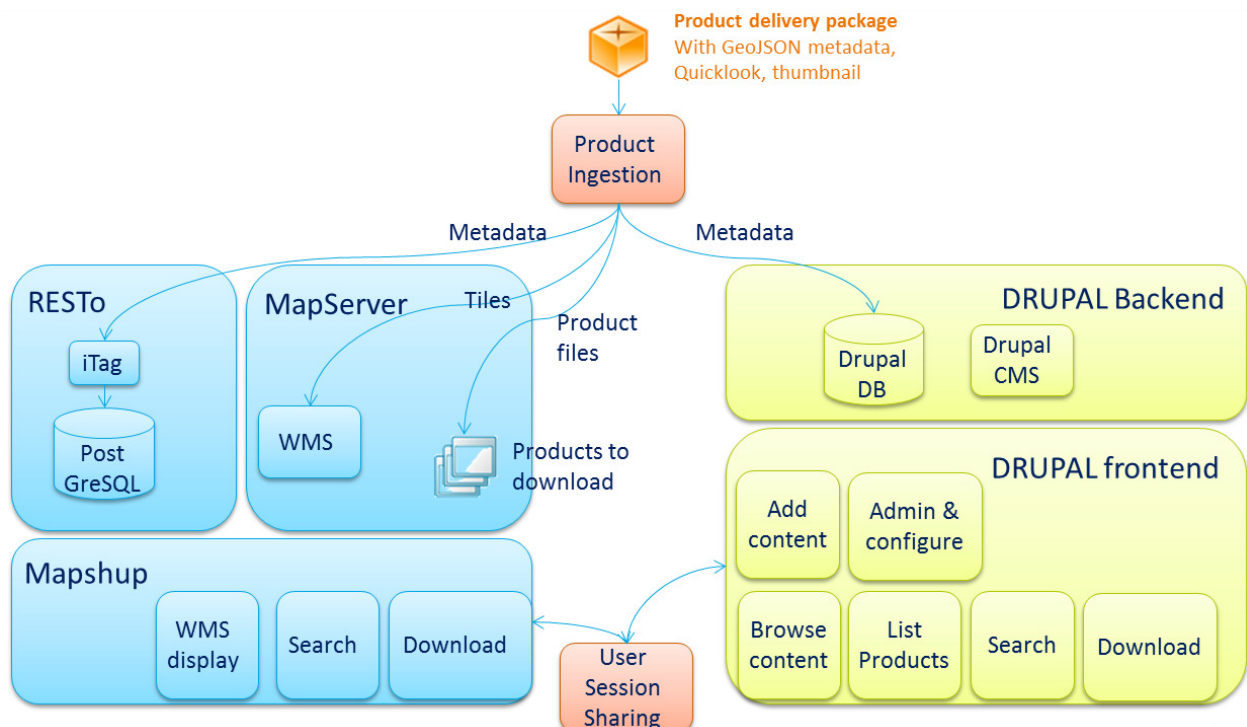 Product delivery package
With GeoJSON metadata,
Quicklook, thumbnail
Product
Ingestion
Metadata
Metadata
RESTo
iTag
Post
GreSQL
MapServer
Tiles
Product
files
WMS
Products to
download
DRUPAL Backend
Drupal
DB
Drupal
CMS
DRUPAL frontend
Add
content
Admin &
configure
Browse
content
List
Products
Search
Download
Mapshup
WMS
display
Search
Download
User
Session
Sharing